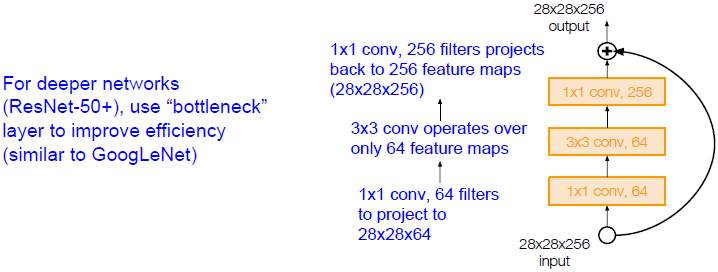 For deeper networks
(ResNet-50+), use “bottleneck”
layer to improve efficiency
(similar to GoogLeNet)
1x1 conv, 256 filters projects
back to 256 feature maps
(28x28x256)
3x3 conv operates over
only 64 feature maps
1x1 conv, 64 filters
to project to
28x28x64
28x28x256
output
1x1 conv, 256
3x3 conv, 64
1x1 conv, 64
28x28x256
input